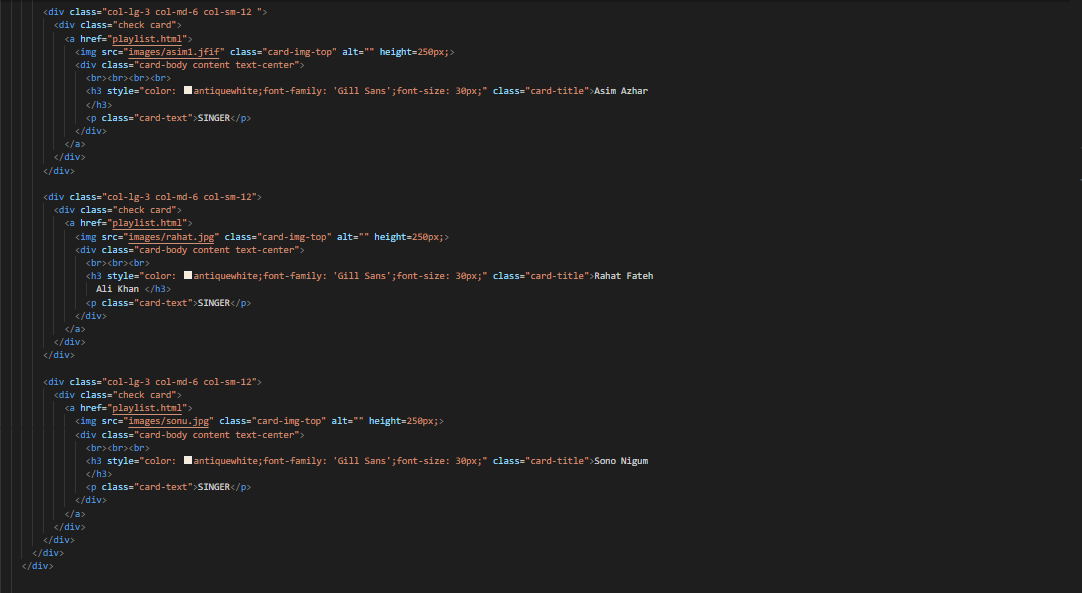 <div class="col-lg-3 col-md-6 col-sm-12 ">
<div class="check card">
<a href="playlist.html">
<img src="images/asim1.jfif" class="card-img-top" alt="" height=250px;>
<div class="card-body content text-center">
<br><br><br><br>
<h3 style="color: antiquewhite;font-family: 'Gill Sans';font-size: 30px;" class="card-title">Asim Azhar
</h3>
<p class="card-text">SINGER</p>
</div>
</a>
</div>
</div>
<div class="col-lg-3 col-md-6 col-sm-12">
<div class="check card">
<a href="playlist.html">
<img src="images/rahat.jpg" class="card-img-top" alt="" height=250px;>
<div class="card-body content text-center">
<br><br><br>
<h3 style="color: antiquewhite;font-family: 'Gill Sans';font-size: 30px;" class="card-title">Rahat Fateh
Ali Khan </h3>
<p class="card-text">SINGER</p>
</div>
</a>
</div>
</div>
<div class="col-lg-3 col-md-6 col-sm-12">
<div class="check card">
<a href="playlist.html">
<img src="images/sonu.jpg" class="card-img-top" alt="" height=250px;>
<div class="card-body content text-center">
<br><br><br>
<h3 style="color: antiquewhite;font-family: 'Gill Sans';font-size: 30px;" class="card-title">Sono Nigum
</h3>
<p class="card-text">SINGER</p>
</div>
</a>
</div>
</div>
</div>
</div>